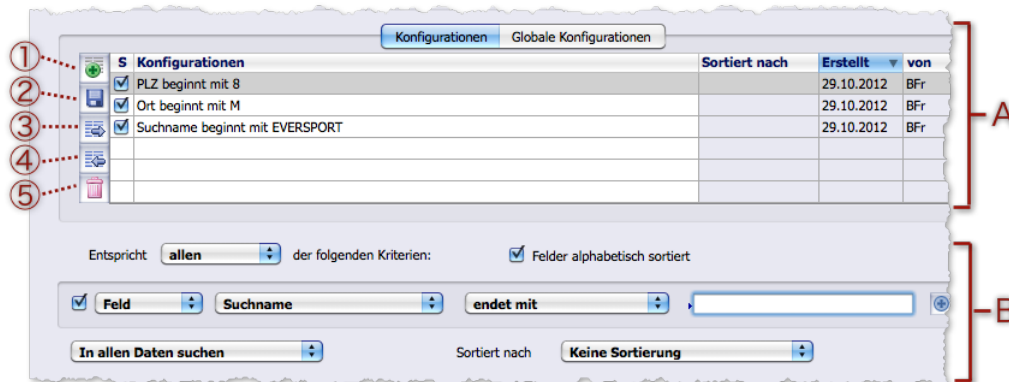 Konfigurationen Globale Konfigurationen
S Konfigurationen Sortiert nach Erstellt von
① PLZ beginnt mit 8 29.10.2012 BFr
② Ort beginnt mit M 29.10.2012 BFr
③ Suchname beginnt mit EVERSPORT 29.10.2012 BFr
④
⑤
A
Entspricht allen der folgenden Kriterien: Felder alphabetisch sortiert
Feld Suchname endet mit
B
In allen Daten suchen Sortiert nach Keine Sortierung